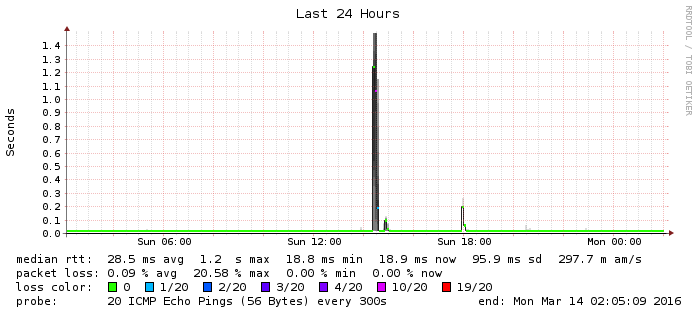 Last 24 Hours
RRDTOOL / TOBI OETIKER
Seconds
1.4
1.3
1.2
1.1
1.0
0.9
0.8
0.7
0.6
0.5
0.4
0.3
0.2
0.1
0.0
Sun 06:00 Sun 12:00 Sun 18:00 Mon 00:00
median rtt: 28.5 ms avg 1.2 s max 18.8 ms min 18.9 ms now 95.9 ms sd 297.7 m am/s
packet loss: 0.09 % avg 20.58 % max 0.00 % min 0.00 % now
loss color: 0 1/20 2/20 3/20 4/20 10/20 19/20
probe: 20 ICMP Echo Pings (56 Bytes) every 300s end: Mon Mar 14 02:05:09 2016